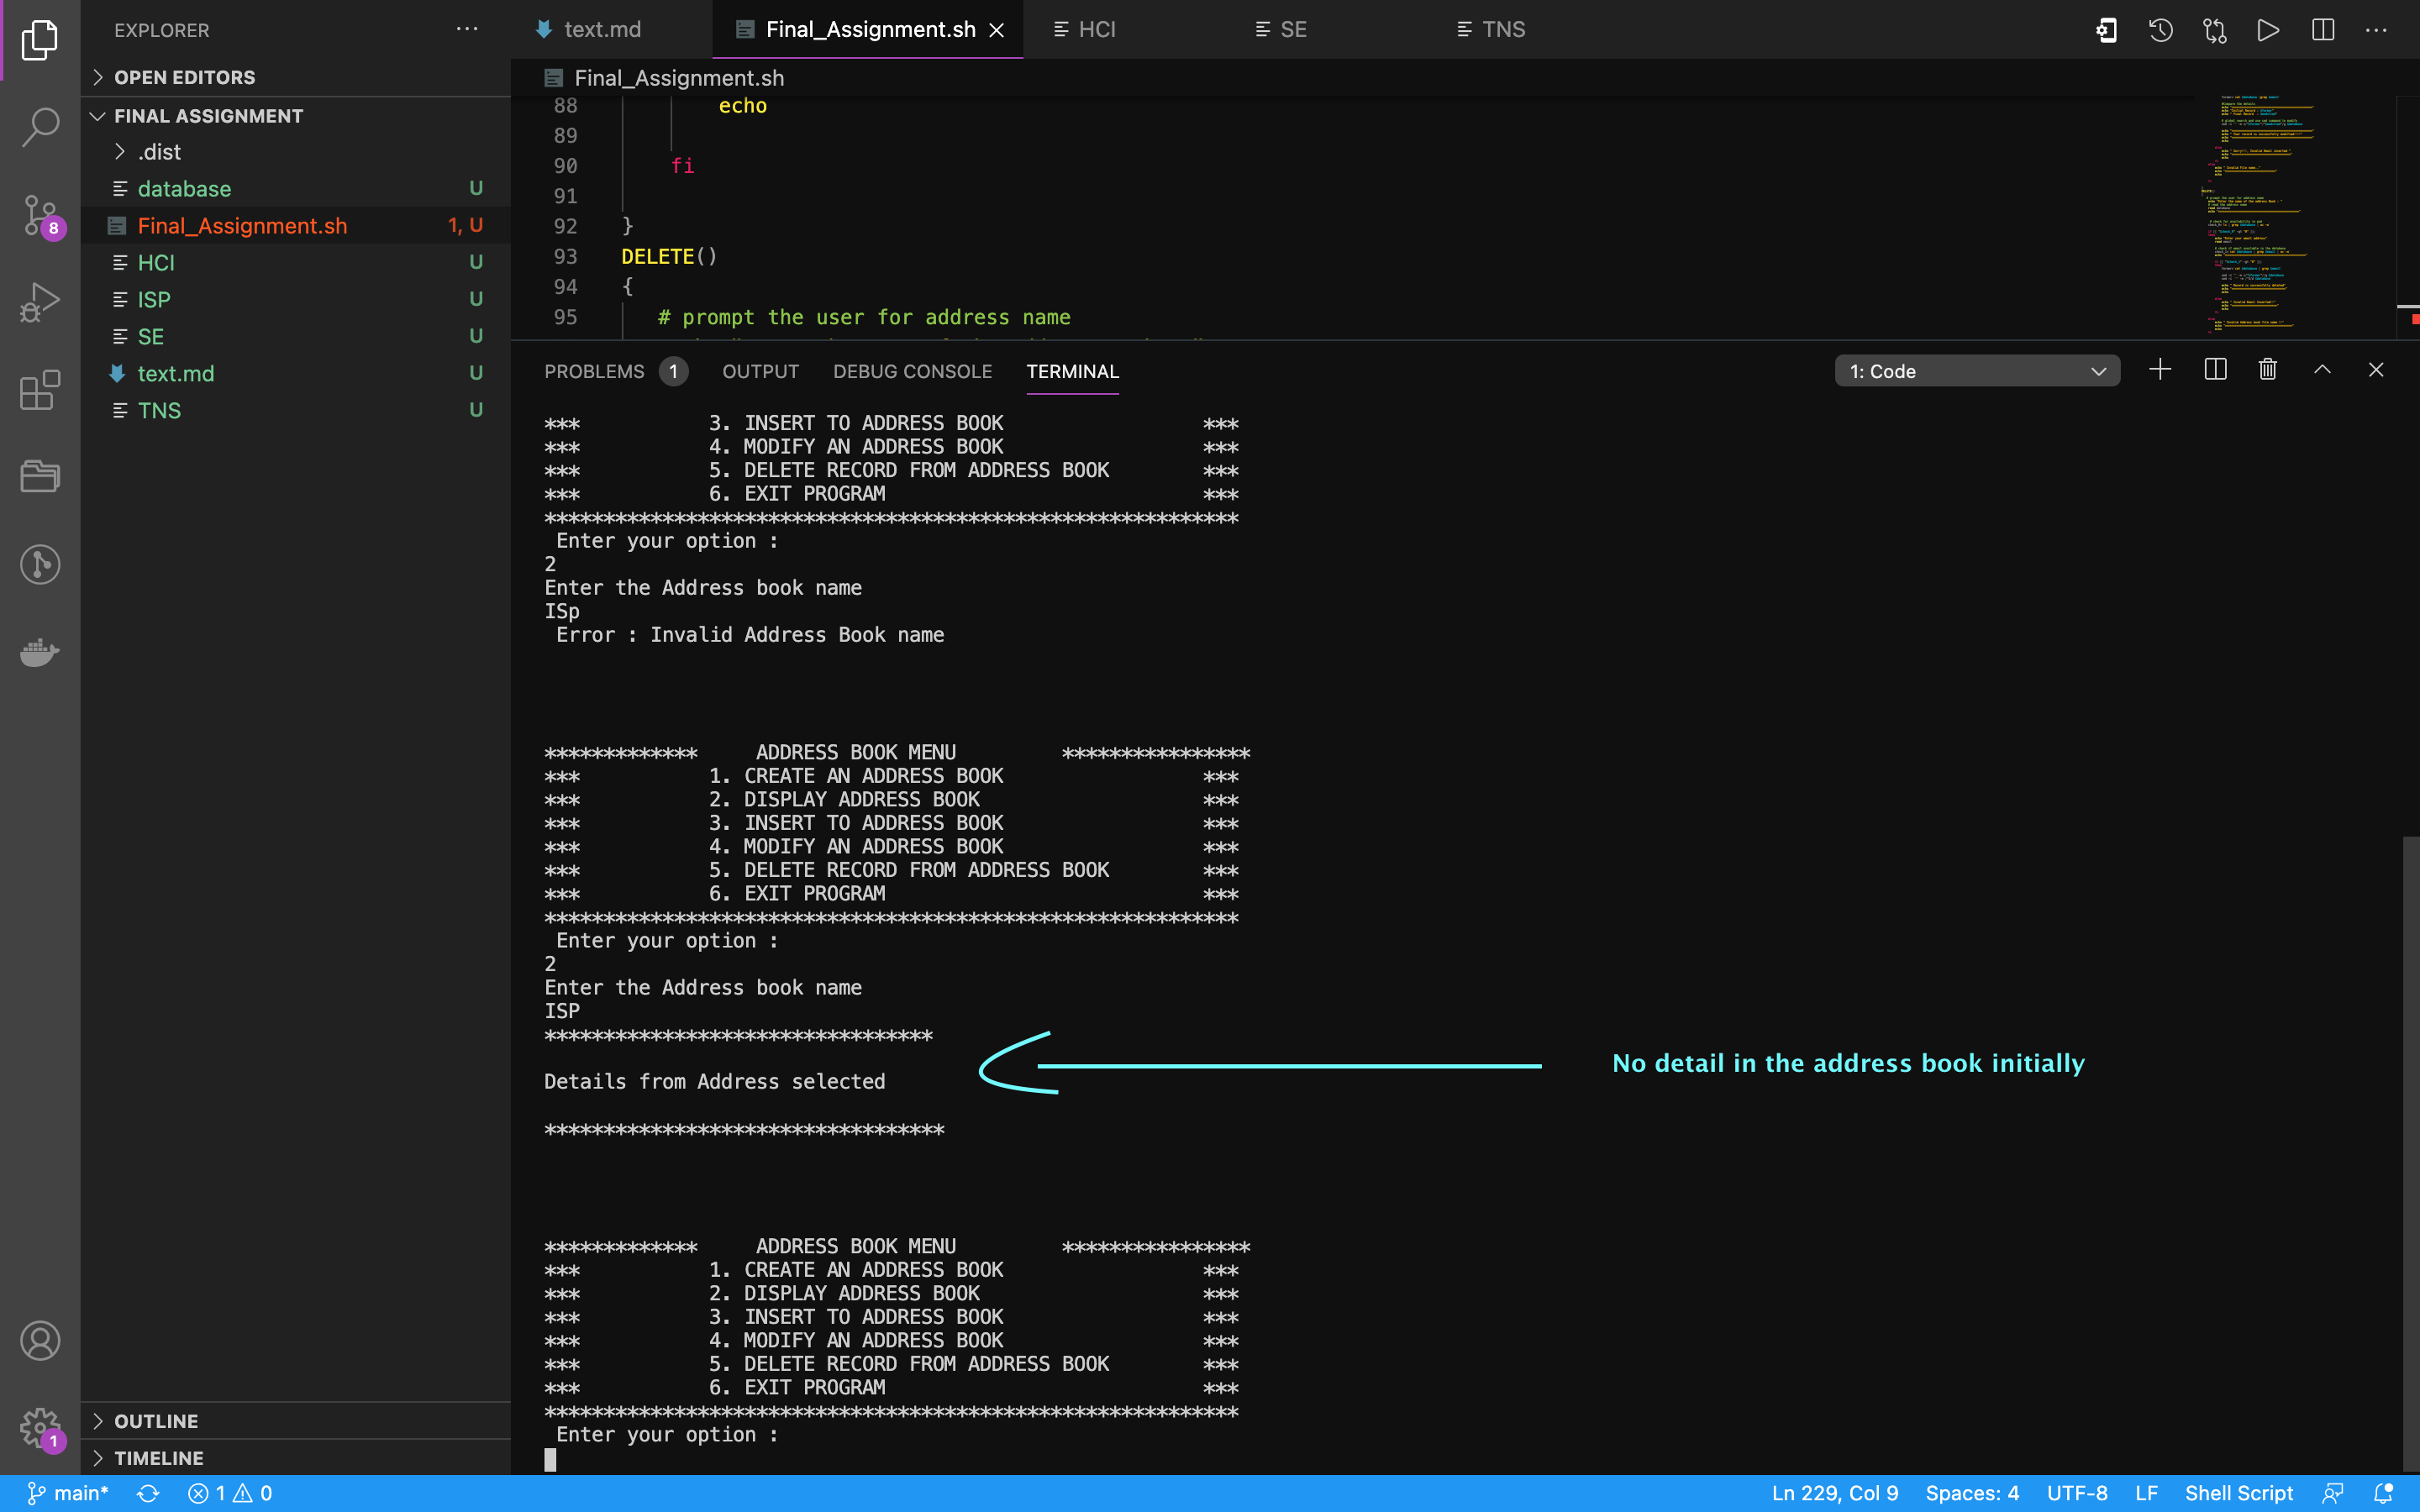 EXPLORER
OPEN EDITORS
FINAL ASSIGNMENT
.dist
database U
Final_Assignment.sh 1, U
HCI U
ISP U
SE U
text.md U
TNS U
OUTLINE
TIMELINE
8
1
text.md Final_Assignment.sh HCI SE TNS
Final_Assignment.sh
88 echo
89
90 fi
91
92 }
93 DELETE()
94 {
95 # prompt the user for address name
PROBLEMS 1 OUTPUT DEBUG CONSOLE TERMINAL 1: Code
*** 3. INSERT TO ADDRESS BOOK ***
*** 4. MODIFY AN ADDRESS BOOK ***
*** 5. DELETE RECORD FROM ADDRESS BOOK ***
*** 6. EXIT PROGRAM ***
***********************************************************
Enter your option :
2
Enter the Address book name
ISp
Error : Invalid Address Book name
************* ADDRESS BOOK MENU ****************
*** 1. CREATE AN ADDRESS BOOK ***
*** 2. DISPLAY ADDRESS BOOK ***
*** 3. INSERT TO ADDRESS BOOK ***
*** 4. MODIFY AN ADDRESS BOOK ***
*** 5. DELETE RECORD FROM ADDRESS BOOK ***
*** 6. EXIT PROGRAM ***
***********************************************************
Enter your option :
2
Enter the Address book name
ISP
*********************************
Details from Address selected
**********************************
No detail in the address book initially
************* ADDRESS BOOK MENU ****************
*** 1. CREATE AN ADDRESS BOOK ***
*** 2. DISPLAY ADDRESS BOOK ***
*** 3. INSERT TO ADDRESS BOOK ***
*** 4. MODIFY AN ADDRESS BOOK ***
*** 5. DELETE RECORD FROM ADDRESS BOOK ***
*** 6. EXIT PROGRAM ***
***********************************************************
Enter your option :
main* 1 0 Ln 229, Col 9 Spaces: 4 UTF-8 LF Shell Script